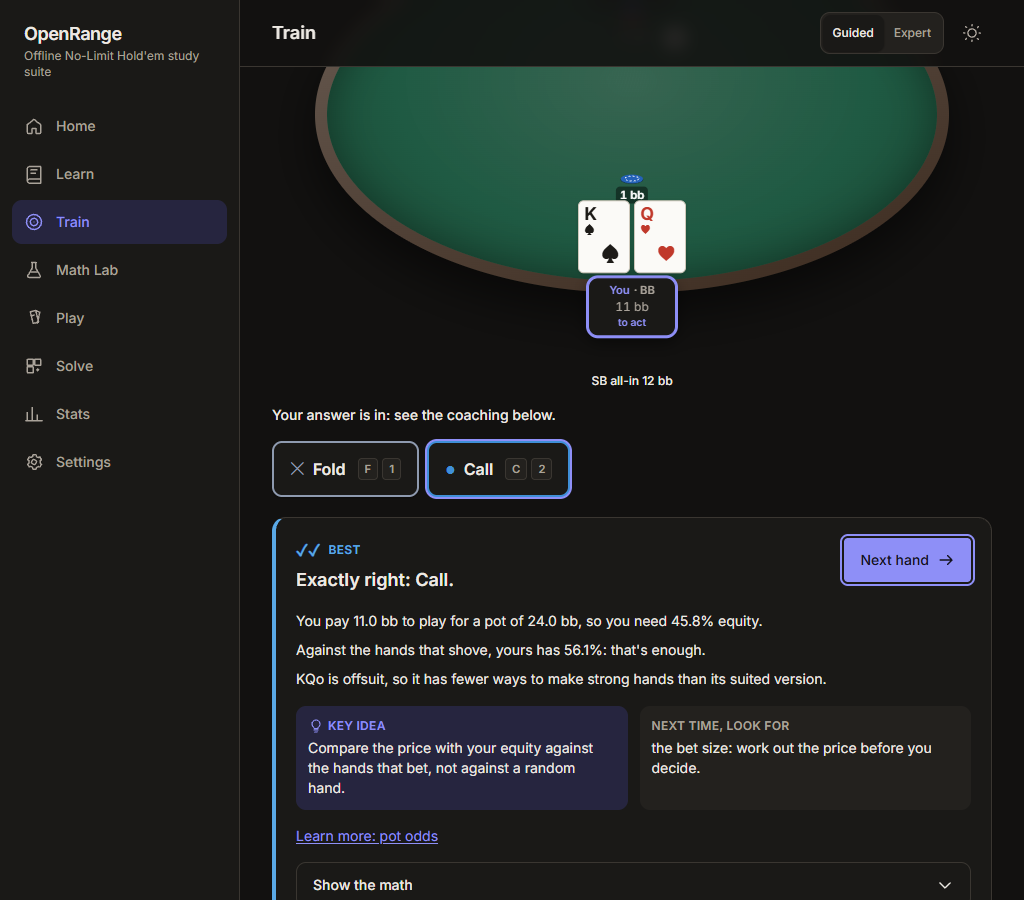 OpenRange
Offline No-Limit Hold'em study
suite
Home
Learn
Train
Math Lab
Play
Solve
Stats
Settings
Train
Guided
Expert
1 bb
K
Q
You · BB
11 bb
to act
SB all-in 12 bb
Your answer is in: see the coaching below.
Fold F 1
Call C 2
BEST
Exactly right: Call.
Next hand
You pay 11.0 bb to play for a pot of 24.0 bb, so you need 45.8% equity.
Against the hands that shove, yours has 56.1%: that's enough.
KQo is offsuit, so it has fewer ways to make strong hands than its suited version.
KEY IDEA
Compare the price with your equity against
the hands that bet, not against a random
hand.
NEXT TIME, LOOK FOR
the bet size: work out the price before you
decide.
Learn more: pot odds
Show the math